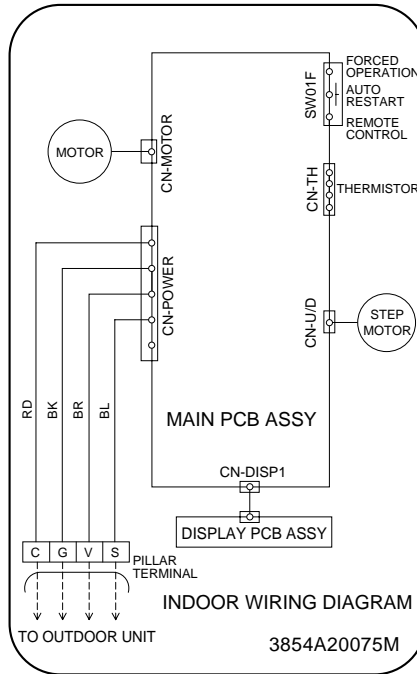 FORCED
OPERATION
AUTO
RESTART
REMOTE
CONTROL
SW01F
MOTOR
CN-MOTOR
CN-TH
THERMISTOR
CN-POWER
CN-U/D
STEP
MOTOR
RD
BK
BR
BL
MAIN PCB ASSY
CN-DISP1
DISPLAY PCB ASSY
C G V S
PILLAR
TERMINAL
INDOOR WIRING DIAGRAM
TO OUTDOOR UNIT
3854A20075M